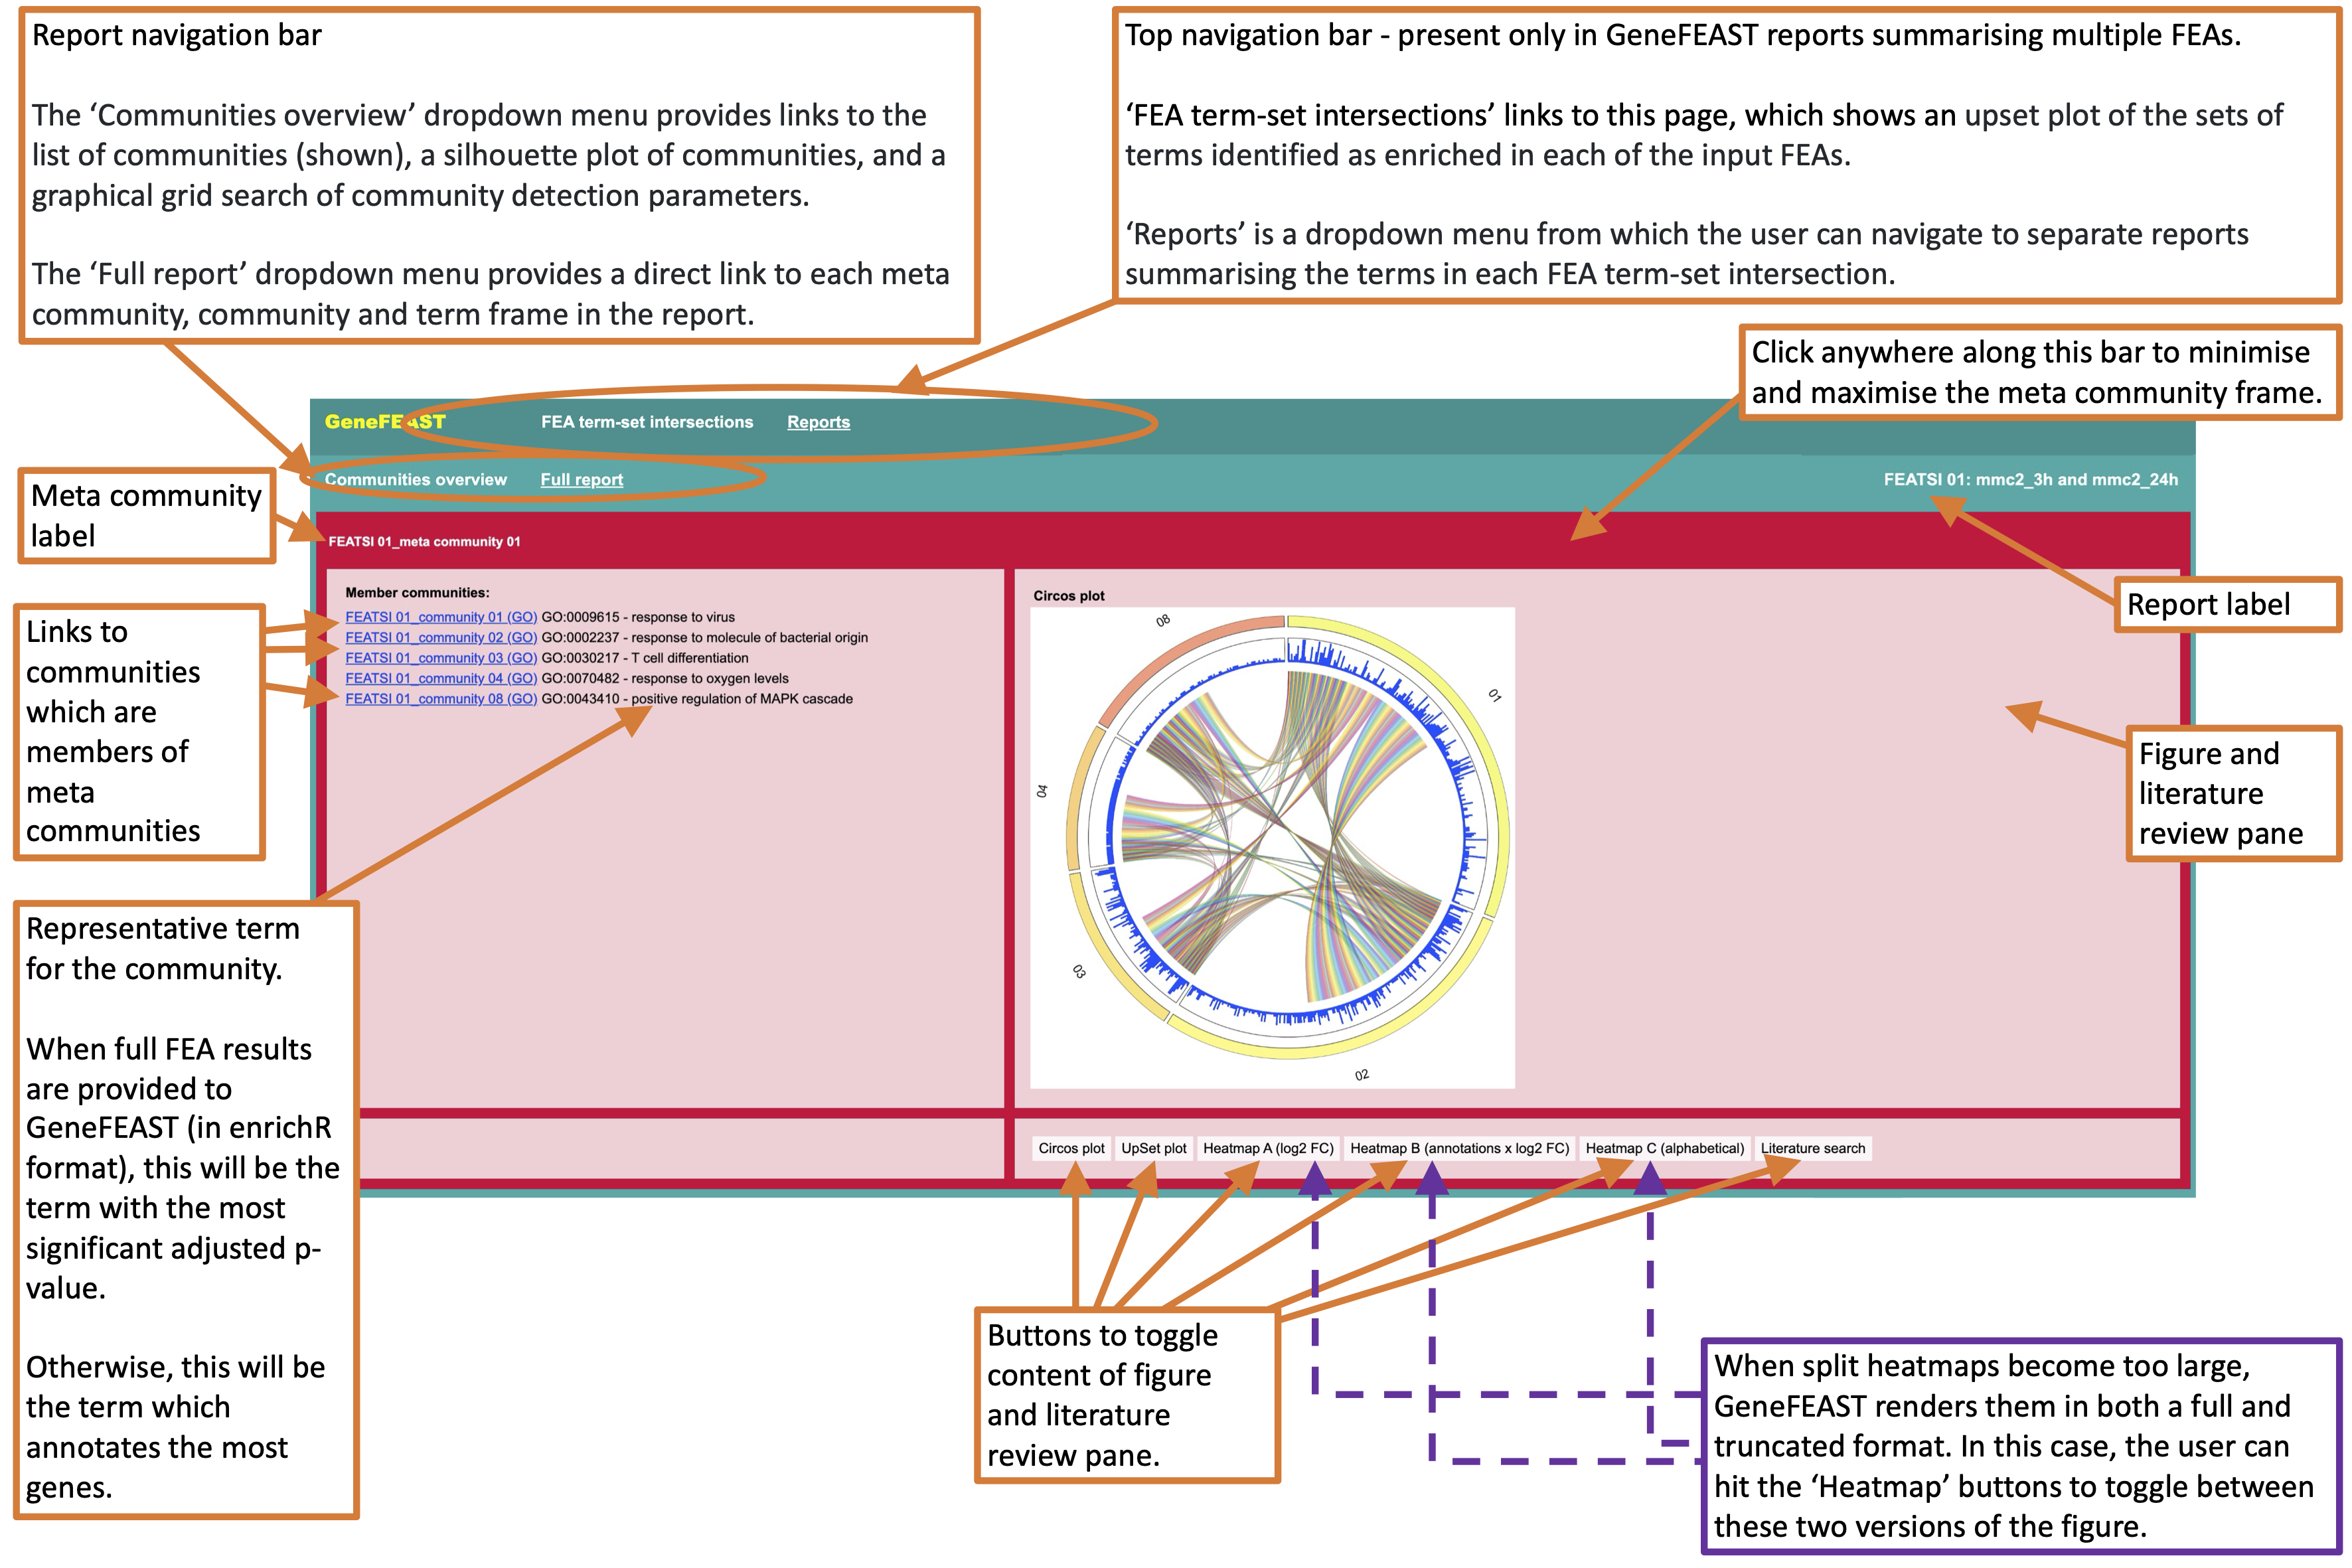 Report navigation bar
The ‘Communities overview’ dropdown menu provides links to the
list of communities (shown), a silhouette plot of communities, and a
graphical grid search of community detection parameters.
The ‘Full report’ dropdown menu provides a direct link to each meta
community, community and term frame in the report.
Top navigation bar - present only in GeneFEAST reports summarising multiple FEAs.
‘FEA term-set intersections’ links to this page, which shows an upset plot of the sets of
terms identified as enriched in each of the input FEAs.
‘Reports’ is a dropdown menu from which the user can navigate to separate reports
summarising the terms in each FEA term-set intersection.
Click anywhere along this bar to minimise
and maximise the meta community frame.
GeneFEAST
FEA term-set intersections
Reports
Communities overview
Full report
FEATSI 01: mmc2_3h and mmc2_24h
Meta community
label
FEATSI 01_meta community 01
Report label
Links to
communities
which are
members of
meta
communities
Member communities:
FEATSI 01_community 01 (GO) GO:0009615 - response to virus
FEATSI 01_community 02 (GO) GO:0002237 - response to molecule of bacterial origin
FEATSI 01_community 03 (GO) GO:0030217 - T cell differentiation
FEATSI 01_community 04 (GO) GO:0070482 - response to oxygen levels
FEATSI 01_community 08 (GO) GO:0043410 - positive regulation of MAPK cascade
Circos plot
08
01
04
03
02
Figure and
literature
review pane
Representative term
for the community.
When full FEA results
are provided to
GeneFEAST (in enrichR
format), this will be the
term with the most
significant adjusted p-
value.
Otherwise, this will be
the term which
annotates the most
genes.
Circos plot
UpSet plot
Heatmap A (log2 FC)
Heatmap B (annotations x log2 FC)
Heatmap C (alphabetical)
Literature search
Buttons to toggle
content of figure
and literature
review pane.
When split heatmaps become too large,
GeneFEAST renders them in both a full and
truncated format. In this case, the user can
hit the ‘Heatmap’ buttons to toggle between
these two versions of the figure.